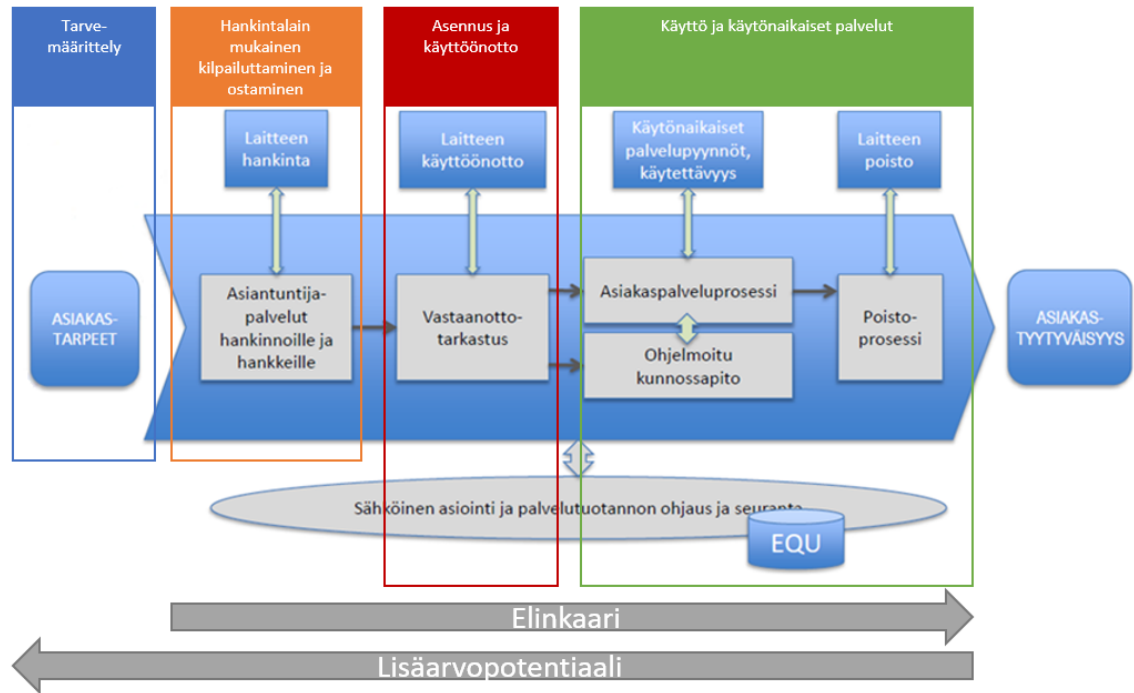 Tarve-
määrittely
Hankintalain
mukainen
kilpailuttaminen ja
ostaminen
Asennus ja
käyttöönotto
Käyttö ja käytönaikaiset palvelut
Laitteen
hankinta
Laitteen
käyttöönotto
Käytönaikaiset
palvelupyynnöt,
käytettävyys
Laitteen
poisto
ASIAKAS-
TARPEET
Asiantuntija-
palvelut
hankinnoille ja
hankkeille
Vastaanotto-
tarkastus
Asiakaspalveluprosessi
Ohjelmoitu
kunnossapito
Poisto-
prosessi
ASIAKAS-
TYYTYVÄISYYS
Sähköinen asiointi ja palvelutuotannon ohjaus ja seuranta
EQU
Elinkaari
Lisäarvopotentiaali